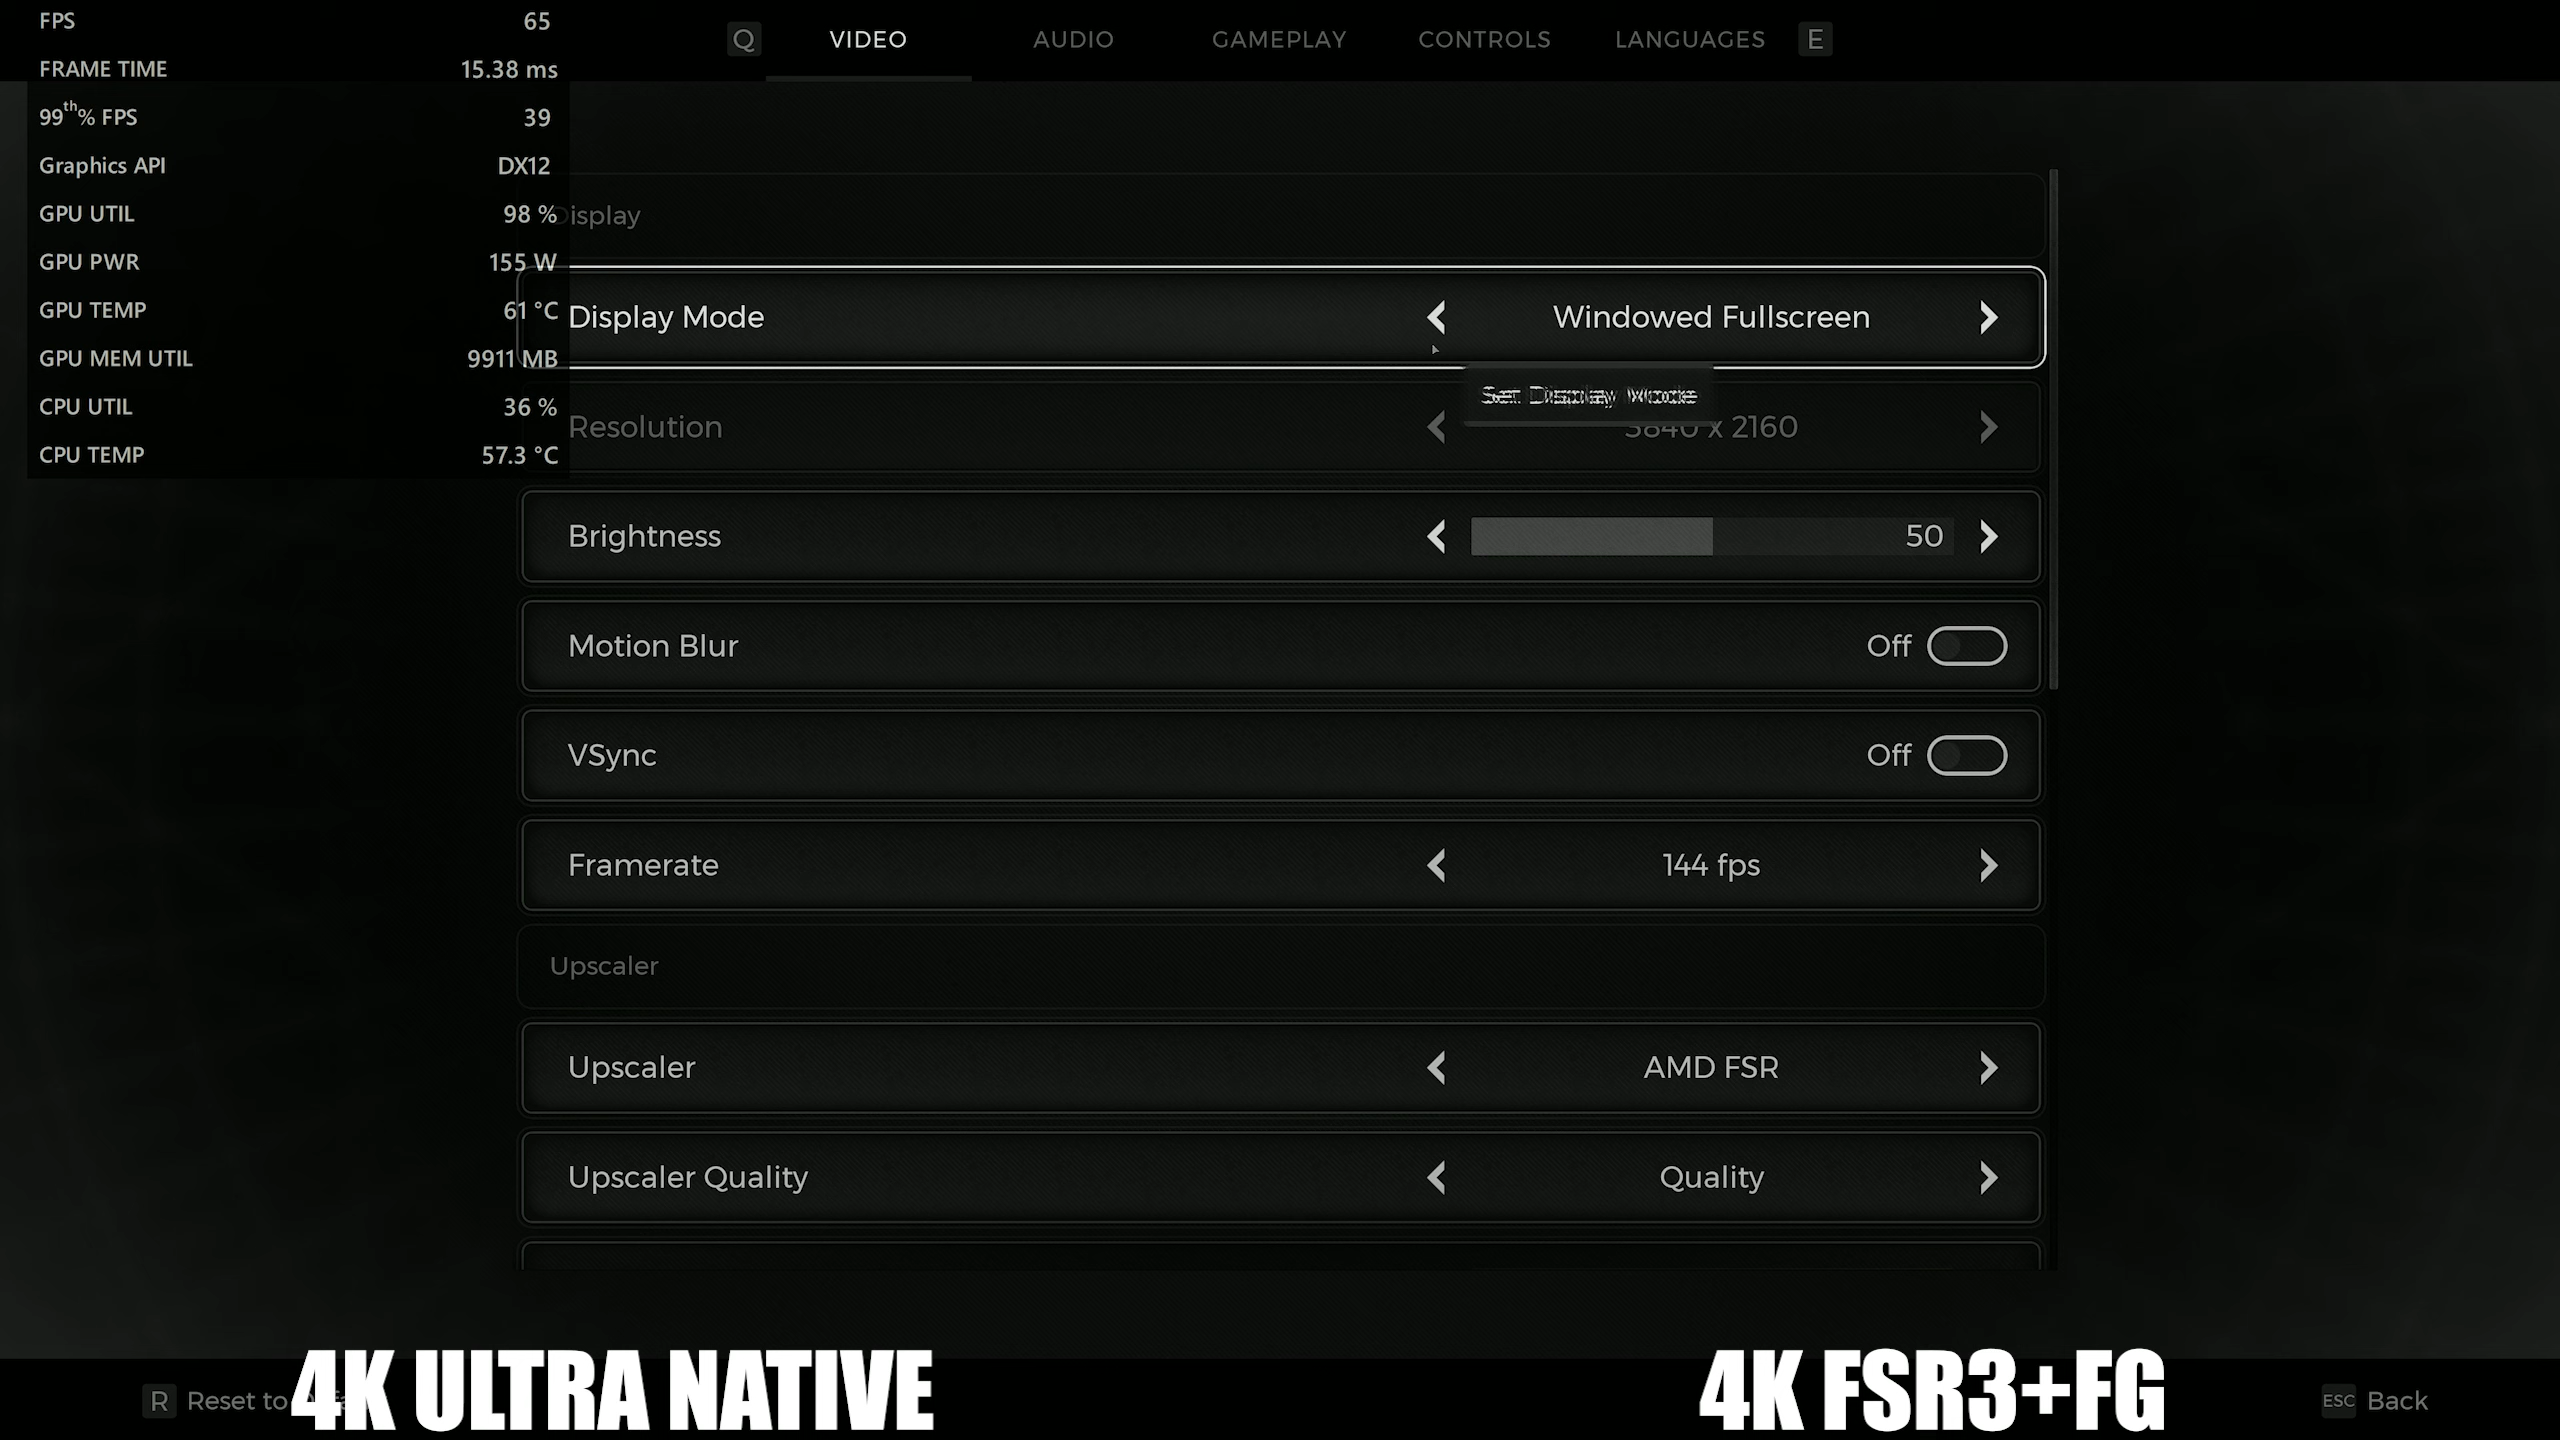 FPS 65
FRAME TIME 15.38 ms
99th% FPS 39
Graphics API DX12
GPU UTIL 98 %
GPU PWR 155 W
GPU TEMP 61 °C
GPU MEM UTIL 9911 MB
CPU UTIL 36 %
CPU TEMP 57.3 °C
Q VIDEO AUDIO GAMEPLAY CONTROLS LANGUAGES E
Display
Display Mode Windowed Fullscreen
Set Display Mode
Resolution 3840 x 2160
Brightness 50
Motion Blur Off
VSync Off
Framerate 144 fps
Upscaler
Upscaler AMD FSR
Upscaler Quality Quality
4K ULTRA NATIVE 4K FSR3+FG
R Reset to ESC Back